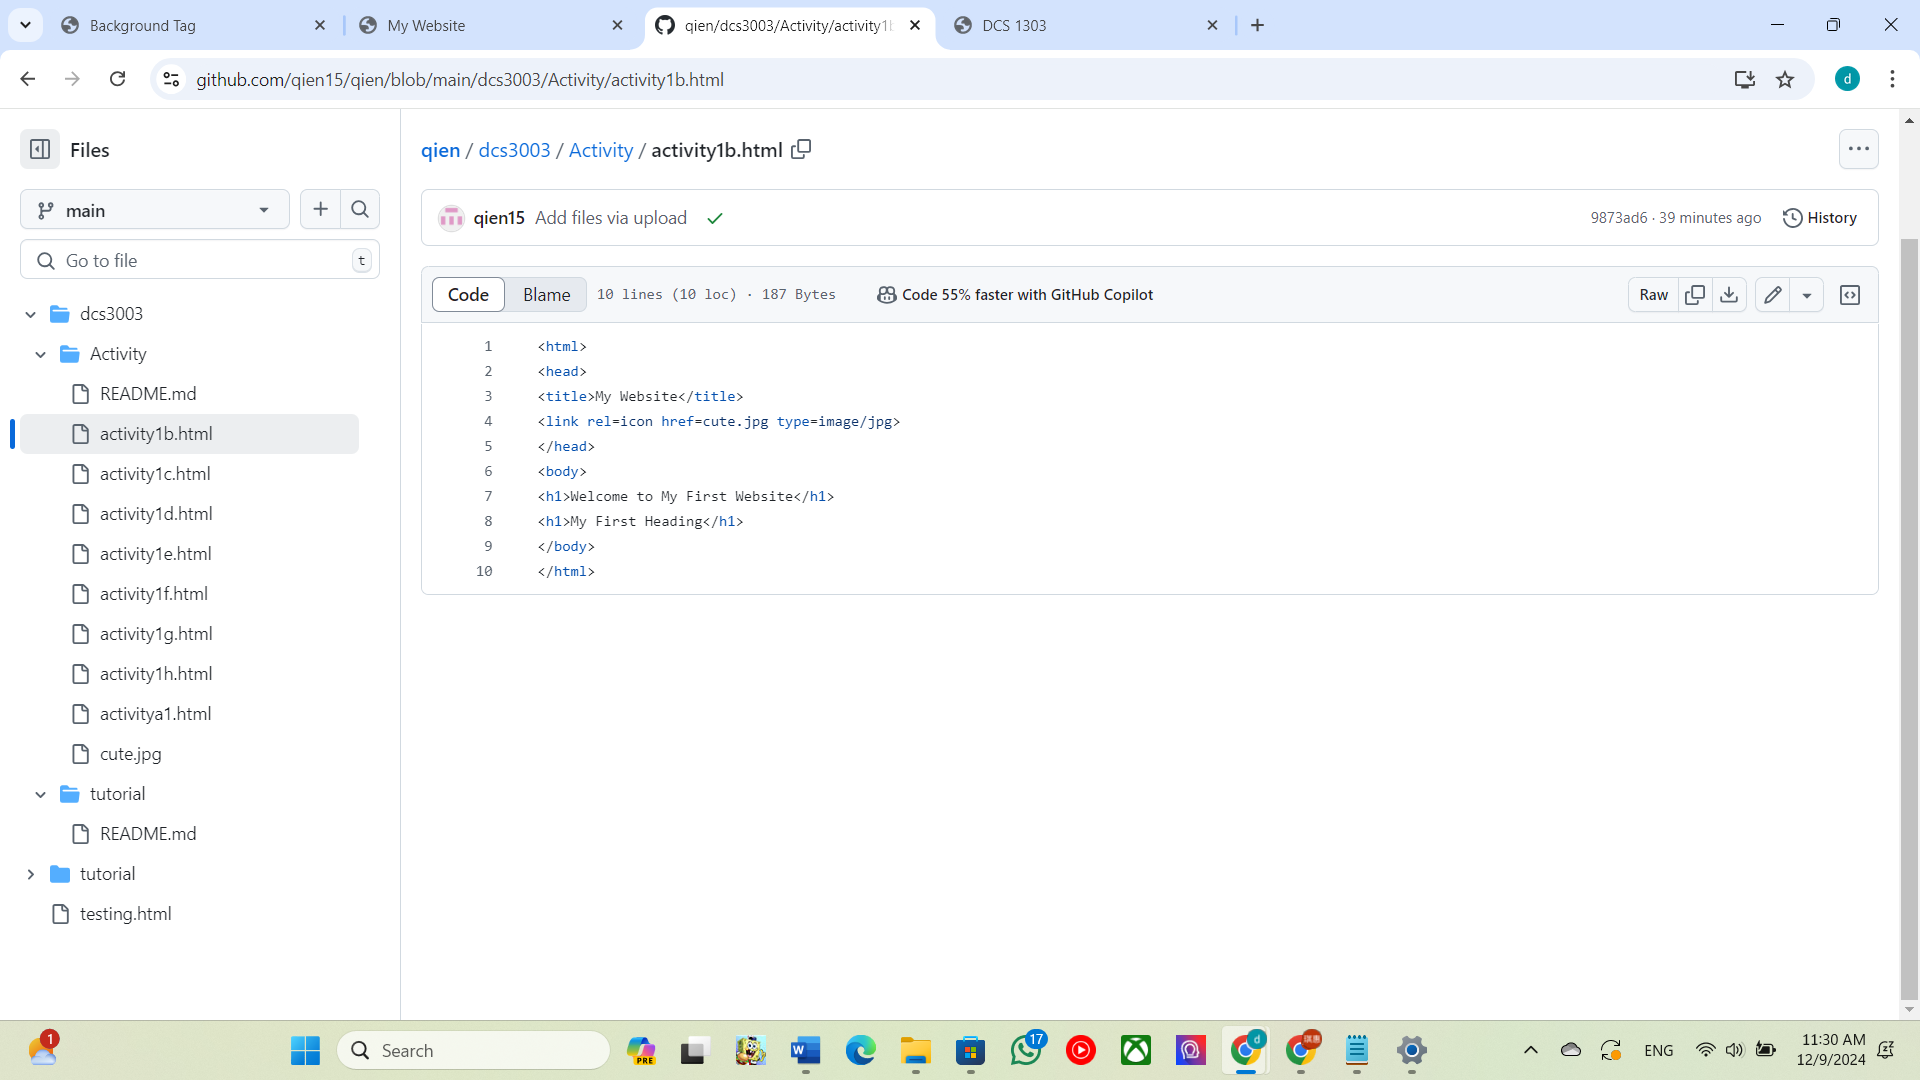 Background Tag
My Website
qien/dcs3003/Activity/activity1b
DCS 1303
github.com/qien15/qien/blob/main/dcs3003/Activity/activity1b.html
d
Files
qien / dcs3003 / Activity / activity1b.html
main
qien15 Add files via upload
9873ad6 · 39 minutes ago
History
Go to file
t
Code
Blame
10 lines (10 loc) · 187 Bytes
Code 55% faster with GitHub Copilot
Raw
dcs3003
Activity
README.md
activity1b.html
activity1c.html
activity1d.html
activity1e.html
activity1f.html
activity1g.html
activity1h.html
activitya1.html
cute.jpg
tutorial
README.md
tutorial
testing.html
1 <html>
2 <head>
3 <title>My Website</title>
4 <link rel=icon href=cute.jpg type=image/jpg>
5 </head>
6 <body>
7 <h1>Welcome to My First Website</h1>
8 <h1>My First Heading</h1>
9 </body>
10 </html>
1
Search
PRE
W
17
d
ENG
11:30 AM
12/9/2024